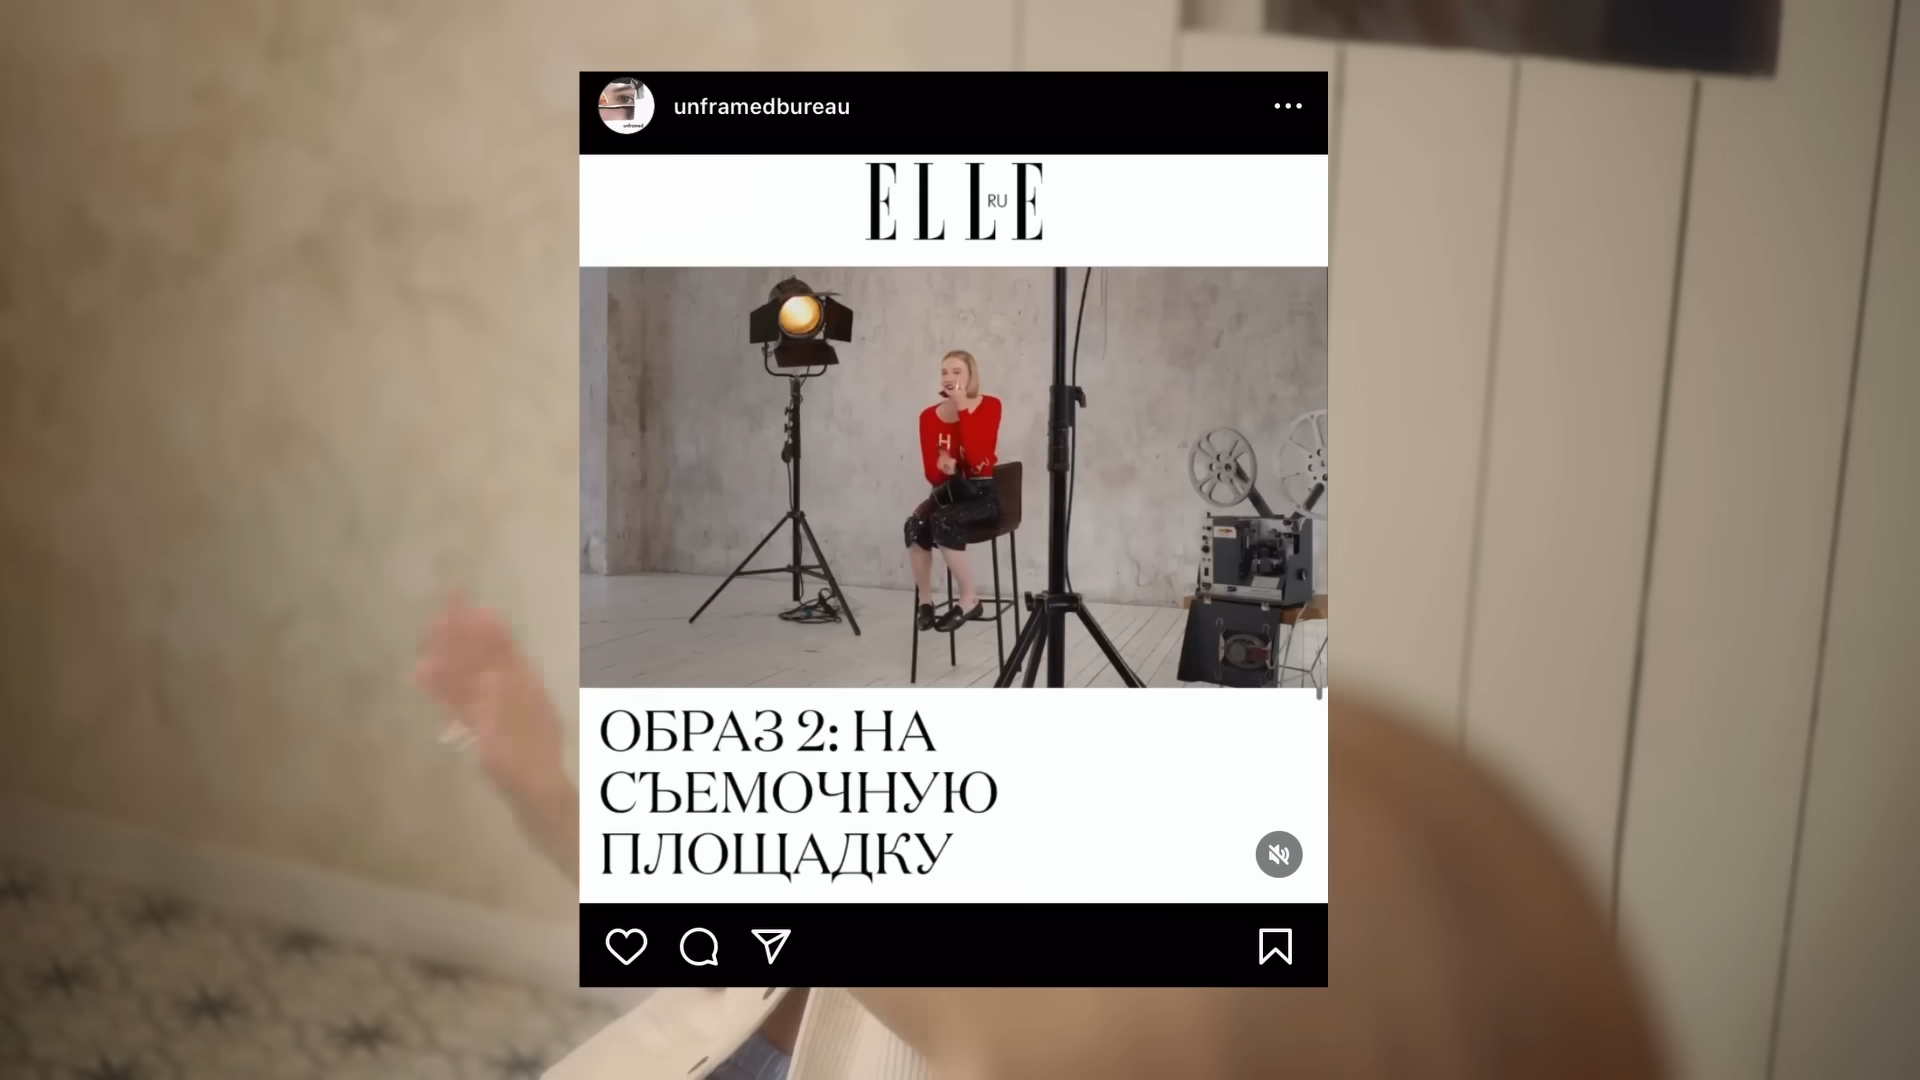 unframedbureau
ELLE
RU
ОБРАЗ 2: НА
СЪЕМОЧНУЮ
ПЛОЩАДКУ